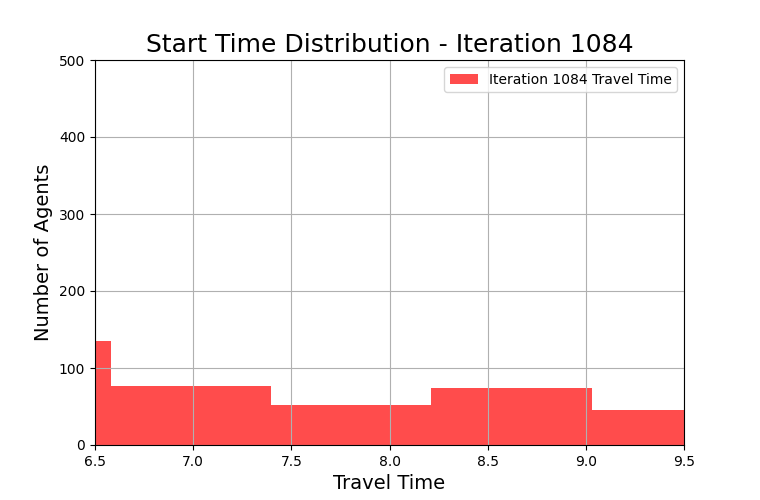 Start Time Distribution - Iteration 1084
Iteration 1084 Travel Time
Number of Agents
500
400
300
200
100
0
6.5 7.0 7.5 8.0 8.5 9.0 9.5
Travel Time